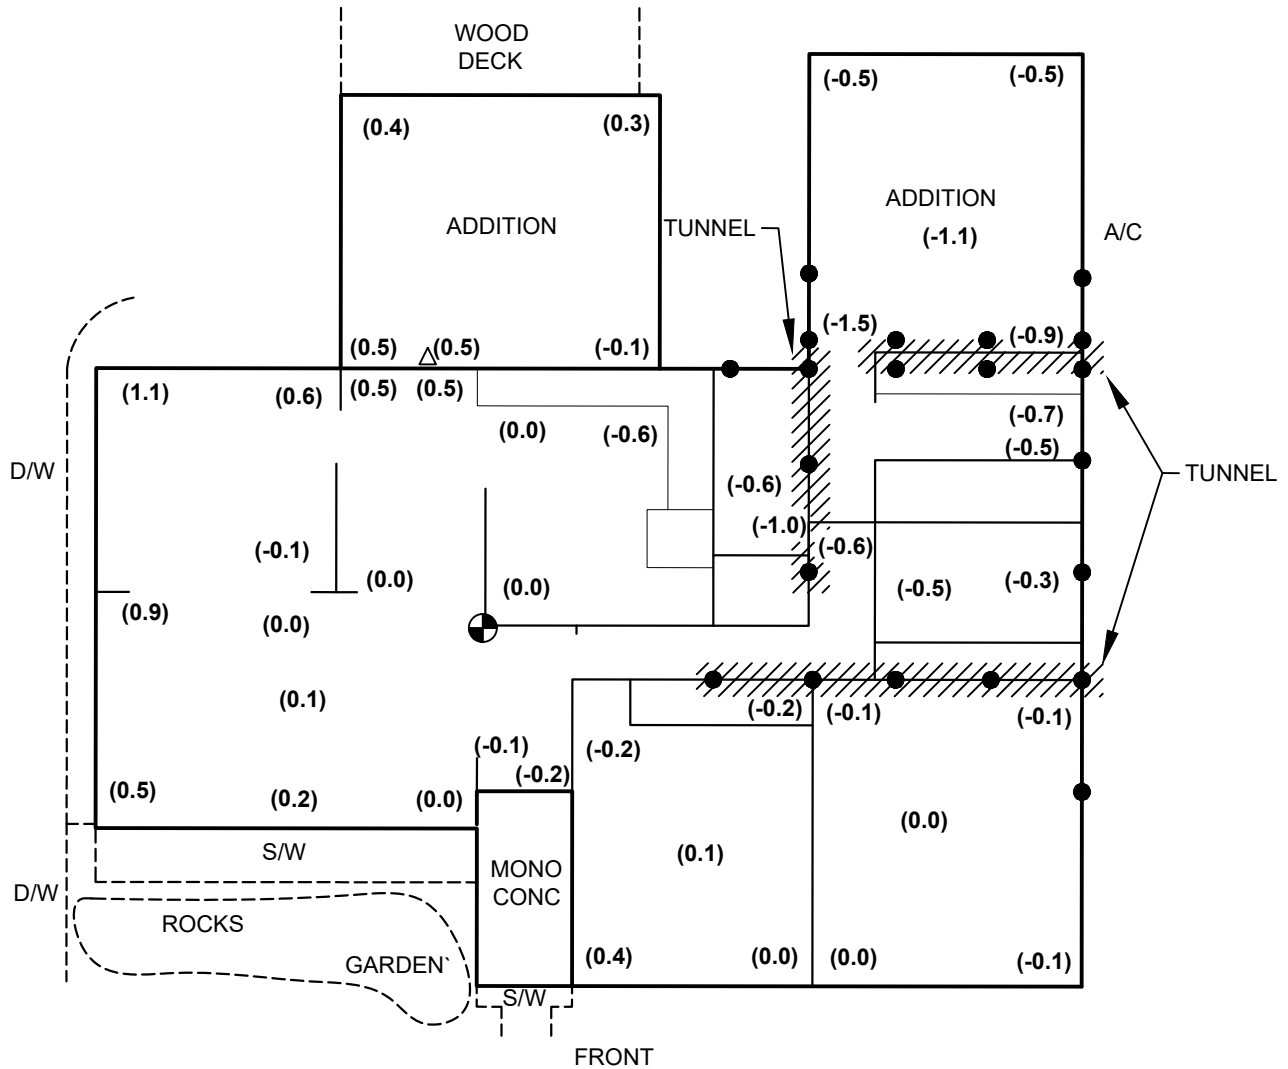 WOOD
DECK
(-0.5)
(-0.5)
(0.4)
(0.3)
ADDITION
ADDITION
TUNNEL
(-1.1)
A/C
(-1.5)
(-0.9)
(0.5)
(0.5)
(-0.1)
(1.1)
(0.6)
(0.5)
(0.5)
(0.0)
(-0.6)
(-0.7)
(-0.5)
D/W
TUNNEL
(-0.6)
(-1.0)
(-0.6)
(-0.1)
(0.0)
(0.0)
(-0.5)
(-0.3)
(0.9)
(0.0)
(0.1)
(-0.2)
(-0.1)
(-0.1)
(-0.1)
(-0.2)
(-0.2)
(0.5)
(0.2)
(0.0)
(0.0)
(0.1)
S/W
MONO
CONC
D/W
ROCKS
GARDEN`
(0.4)
(0.0)
(0.0)
(-0.1)
S/W
FRONT